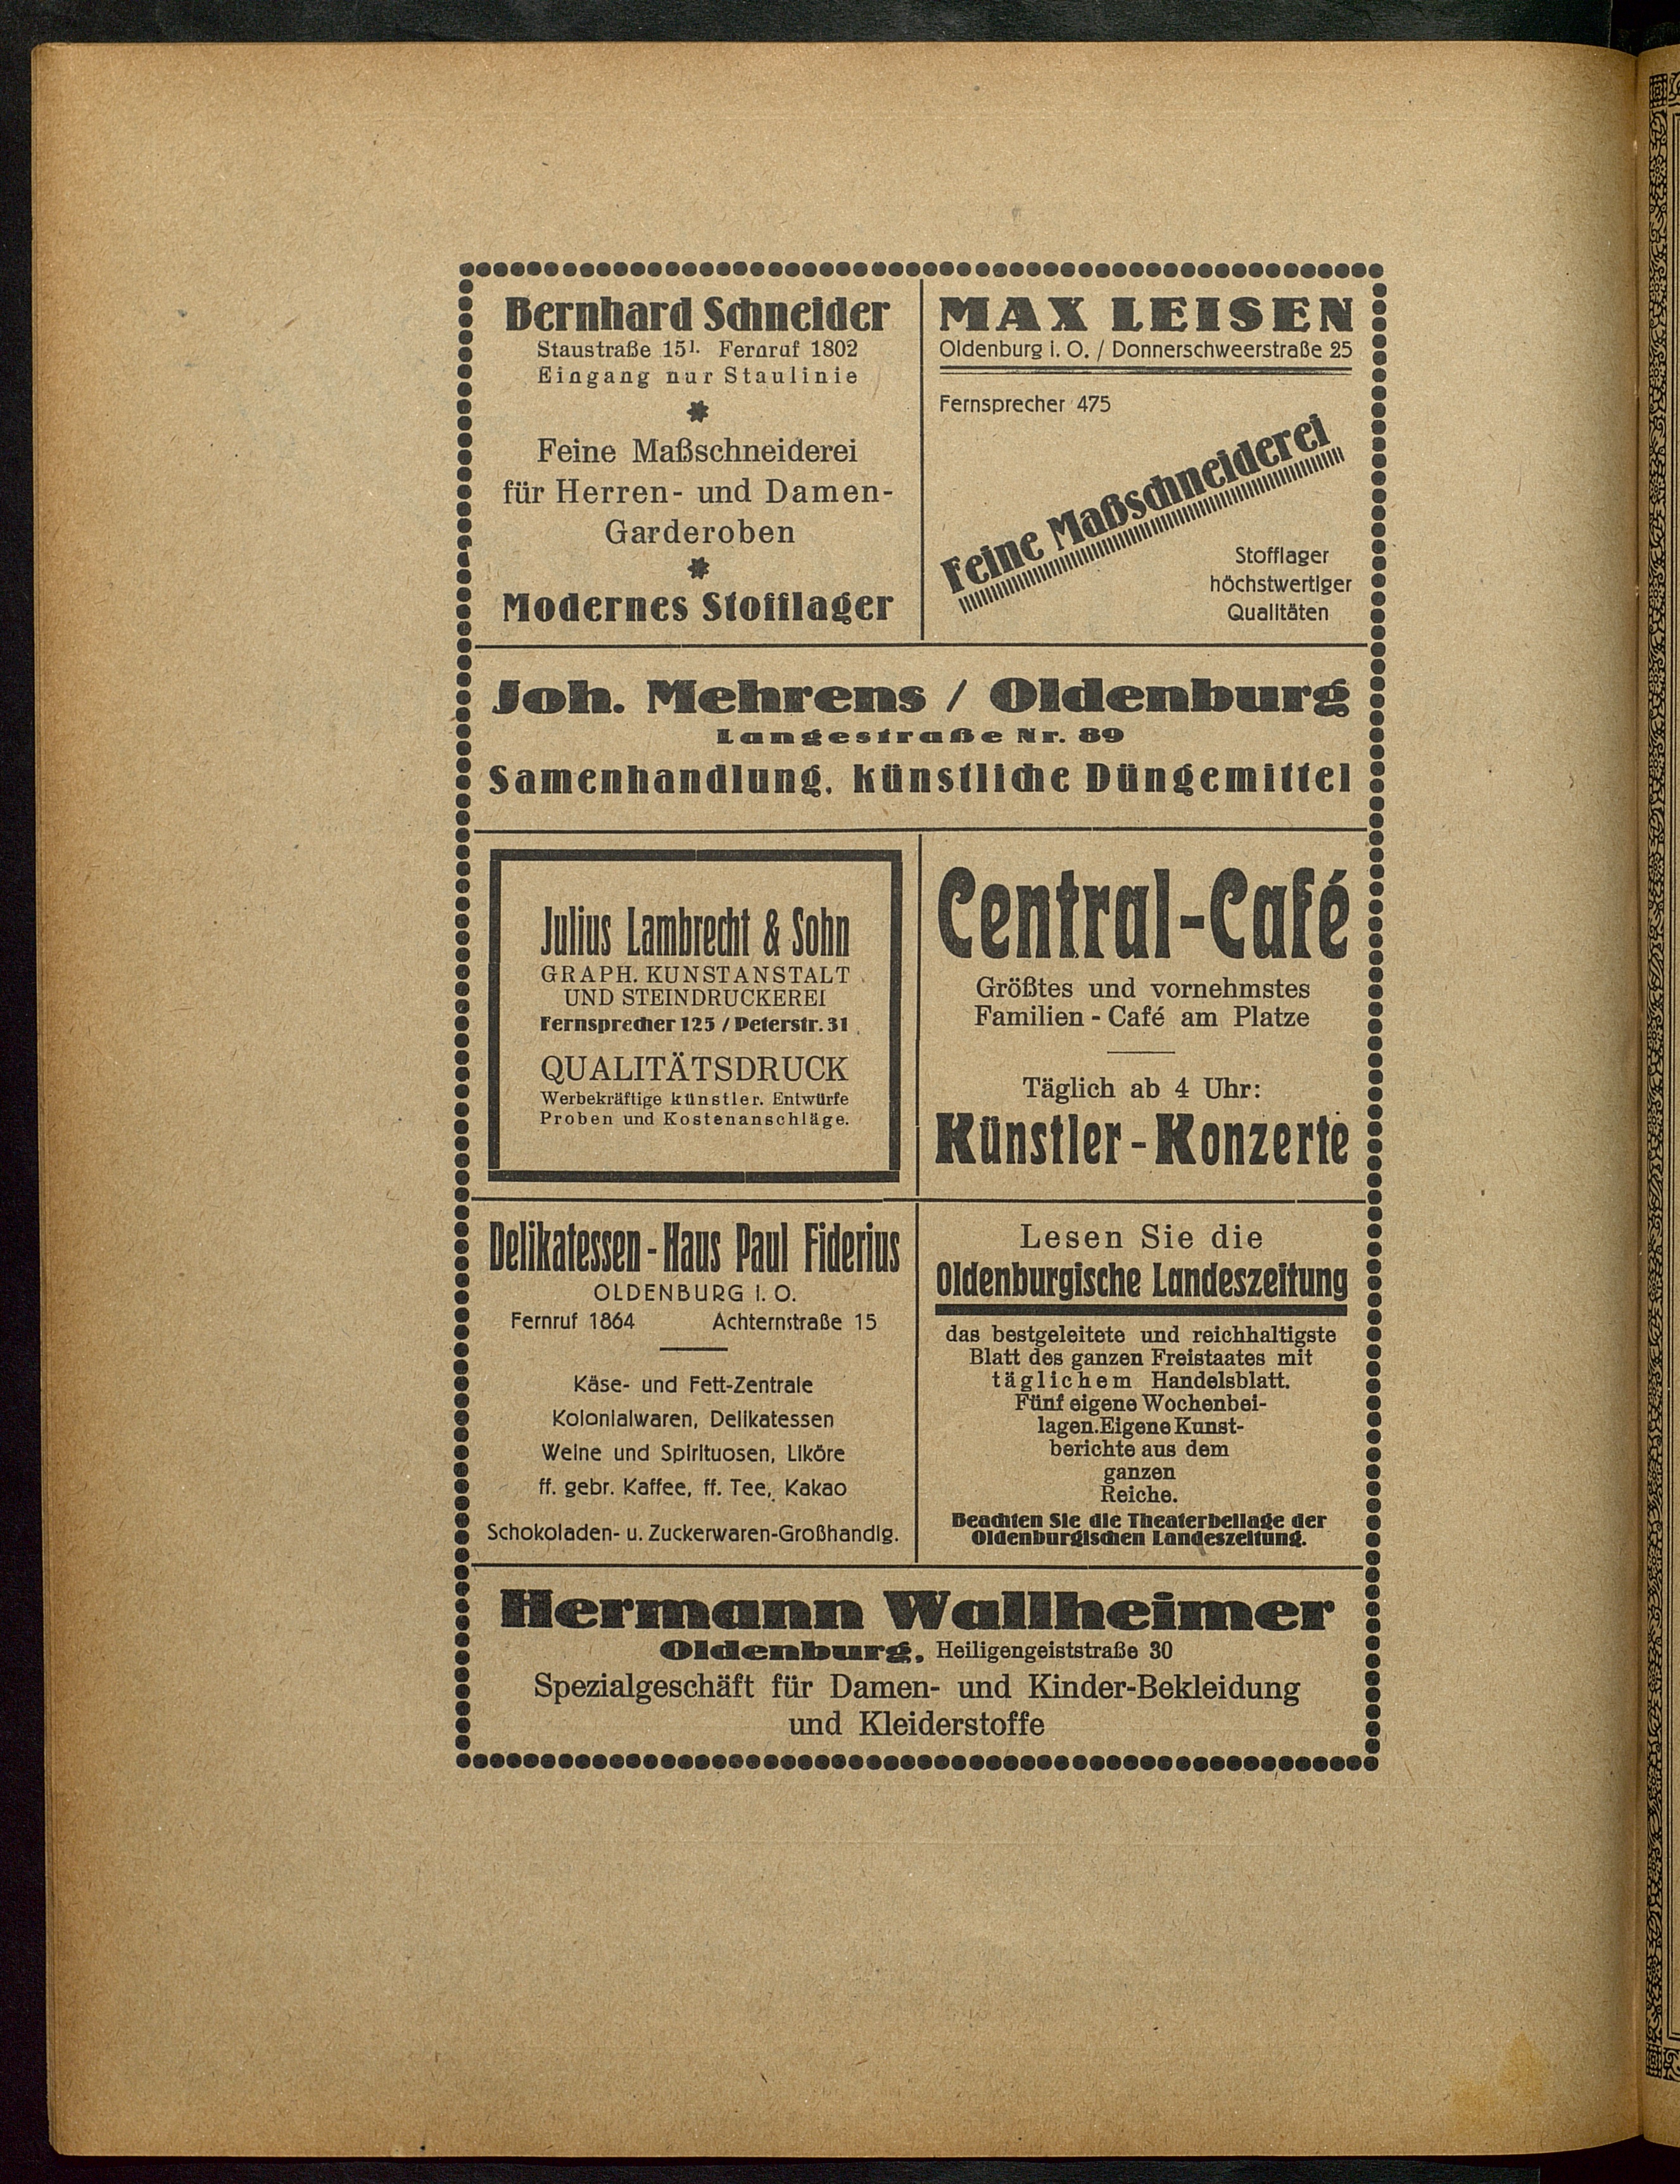 Bernhard Schneider
Staustraße 15¹. Fernruf 1802
Eingang nur Staulinie
Feine Maßschneiderei
für Herren- und Damen-
Garderoben
Modernes Stofflager
MAX LEISEN
Oldenburg i. O. / Donnerschweerstraße 25
Fernsprecher 475
Feine Maßschneiderei
Stofflager
höchstwertiger
Qualitäten
Joh. Mehrens / Oldenburg
Langestraße Nr. 89
Samenhandlung, künstliche Düngemittel
Julius Lambrecht & Sohn
GRAPH. KUNSTANSTALT
UND STEINDRUCKEREI
Fernsprecher 125 / Peterstr. 31
QUALITÄTSDRUCK
Werbekräftige künstler. Entwürfe
Proben und Kostenanschläge.
Central-Café
Größtes und vornehmstes
Familien-Café am Platze
Täglich ab 4 Uhr:
Künstler-Konzerte
Delikatessen-Haus Paul Fiderius
OLDENBURG i. O.
Fernruf 1864 Achternstraße 15
Käse- und Fett-Zentrale
Kolonialwaren, Delikatessen
Weine und Spirituosen, Liköre
ff. gebr. Kaffee, ff. Tee, Kakao
Schokoladen- u. Zuckerwaren-Großhandlg.
Lesen Sie die
Oldenburgische Landeszeitung
das bestgeleitete und reichhaltigste
Blatt des ganzen Freistaates mit
täglichem Handelsblatt.
Fünf eigene Wochenbei-
lagen. Eigene Kunst-
berichte aus dem
ganzen
Reiche.
Beachten Sie die Theaterbeilage der
Oldenburgischen Landeszeitung.
Hermann Wallheimer
Oldenburg, Heiligengeiststraße 30
Spezialgeschäft für Damen- und Kinder-Bekleidung
und Kleiderstoffe